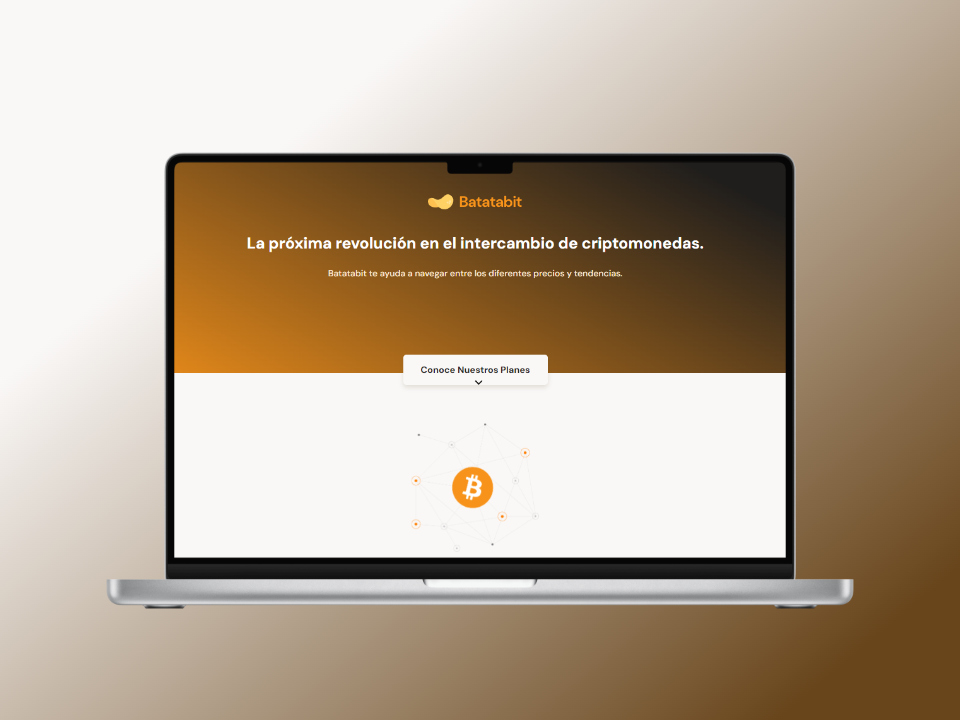 Batatabit
La próxima revolución en el intercambio de criptomonedas.
Batatabit te ayuda a navegar entre los diferentes precios y tendencias.
Conoce Nuestros Planes